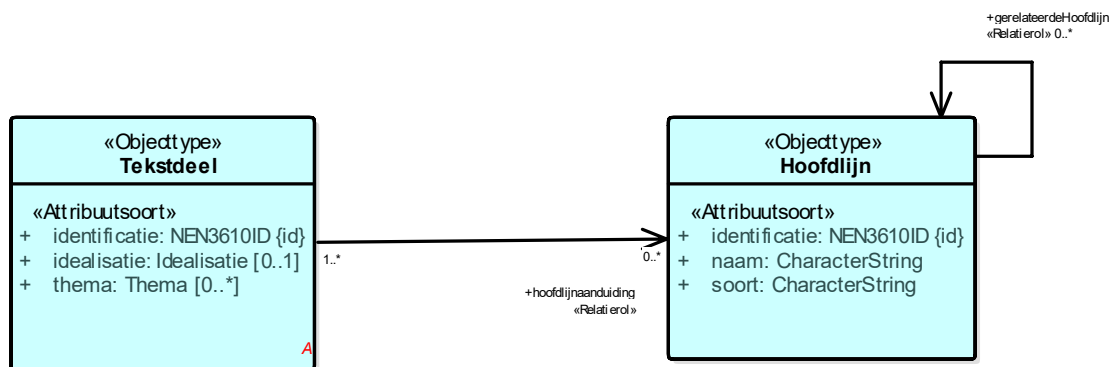 +gerelateerdeHoofdlijn
«Relatierol» 0..*
«Objecttype»
Tekstdeel
«Attribuutsoort»
+ identificatie: NEN3610ID {id}
+ idealisatie: Idealisatie [0..1]
+ thema: Thema [0..*]
A
1..*
0..*
+hoofdlijnaanduiding
«Relatierol»
«Objecttype»
Hoofdlijn
«Attribuutsoort»
+ identificatie: NEN3610ID {id}
+ naam: CharacterString
+ soort: CharacterString